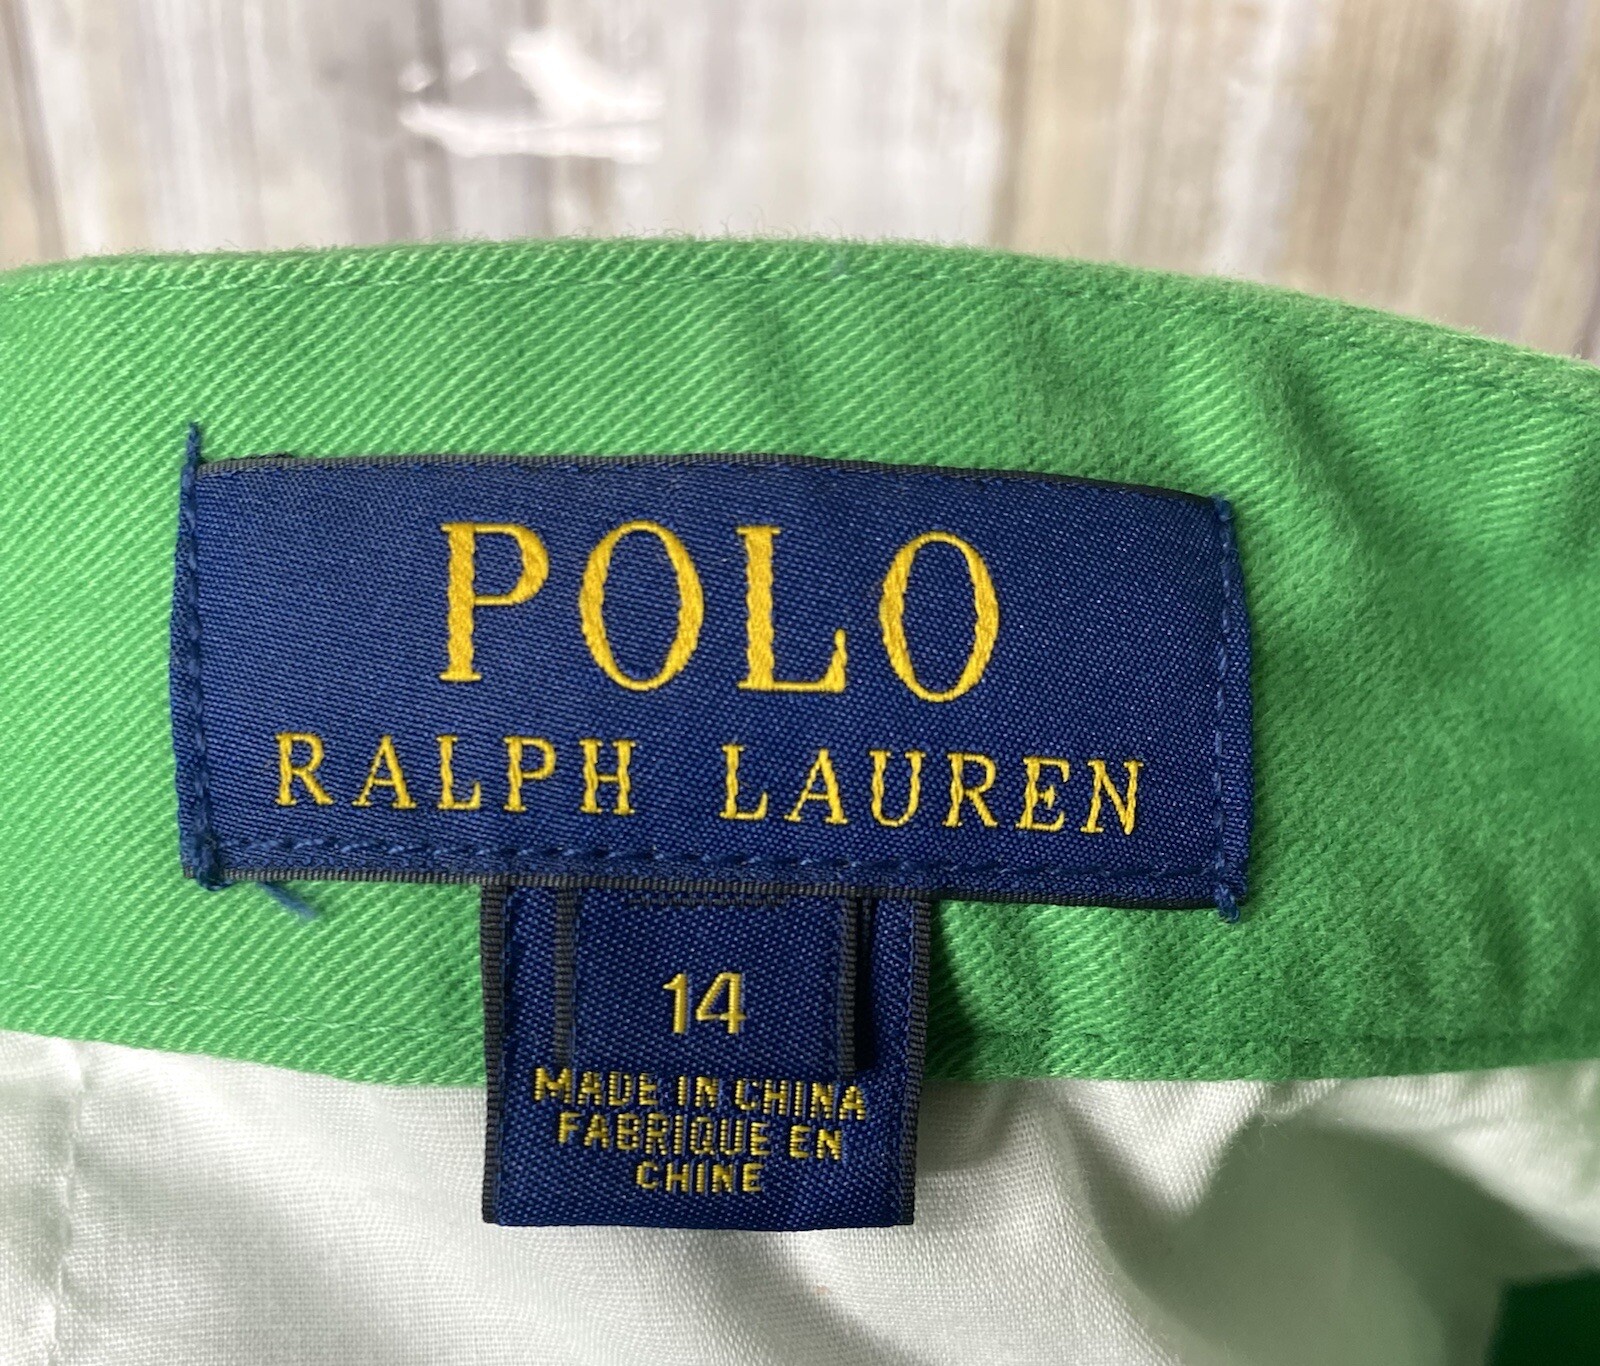 POLO
RALPH LAUREN
14
MADE IN CHINA
FABRIQUE EN
CHINE